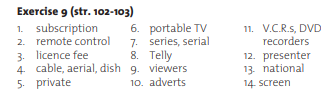 Exercise 9 (str. 102-103)
1. subscription
2. remote control
3. licence fee
4. cable, aerial, dish
5. private
6. portable TV
7. series, serial
8. Telly
9. viewers
10. adverts
11. V.C.R.s, DVD
recorders
12. presenter
13. national
14. screen